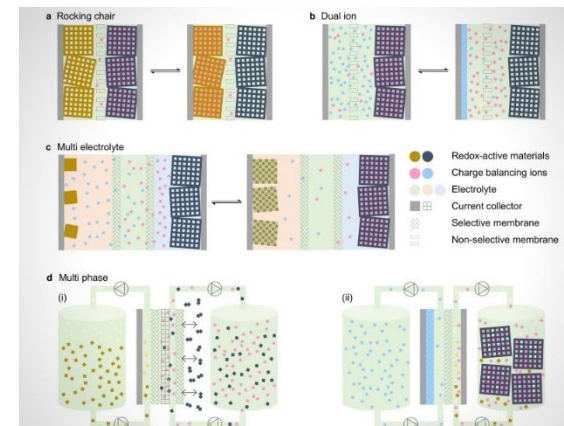 a Rocking chair
b Dual ion
c Multi electrolyte
Redox-active materials
Charge balancing ions
Electrolyte
Current collector
Selective membrane
Non-selective membrane
d Multi phase
(i)
(ii)